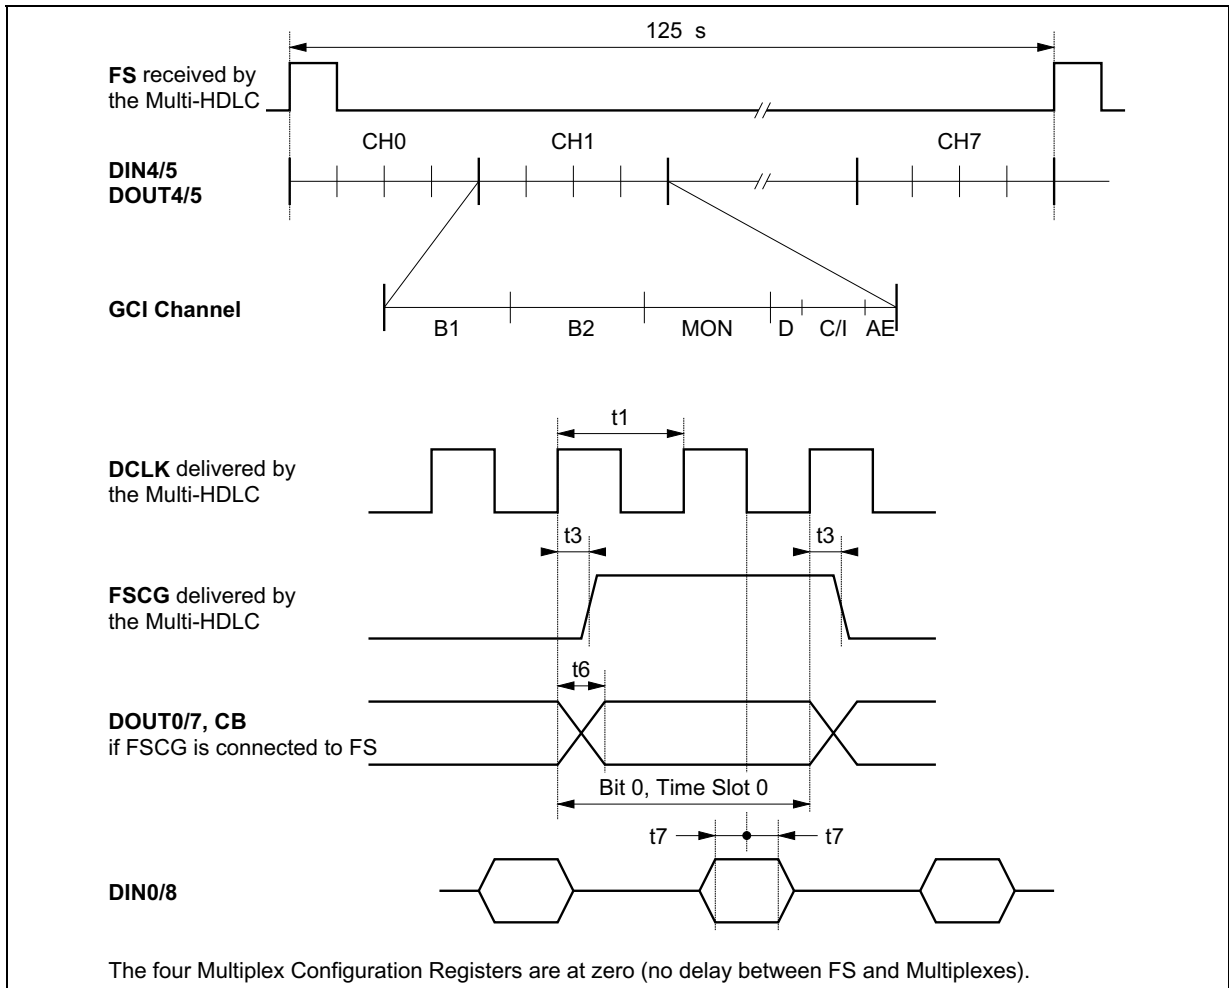 125 s
FS received by
the Multi-HDLC
CH0 CH1 CH7
DIN4/5
DOUT4/5
GCI Channel
B1 B2 MON D C/I AE
t1
DCLK delivered by
the Multi-HDLC
t3 t3
FSCG delivered by
the Multi-HDLC
t6
DOUT0/7, CB
if FSCG is connected to FS
Bit 0, Time Slot 0
t7 t7
DIN0/8
The four Multiplex Configuration Registers are at zero (no delay between FS and Multiplexes).